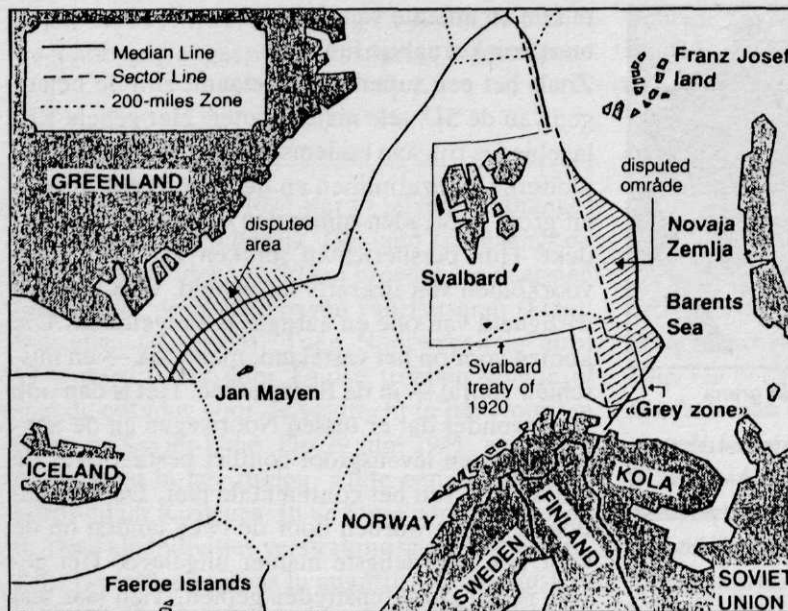 Median Line
Sector Line
200-miles Zone
Franz Josef
land
GREENLAND
disputed
area
disputed
område
Novaja
Zemlja
Svalbard
Barents
Sea
Svalbard
treaty of
1920
Jan Mayen
«Grey zone»
ICELAND
KOLA
NORWAY
FINLAND
SWEDEN
Faeroe Islands
SOVIET
UNION